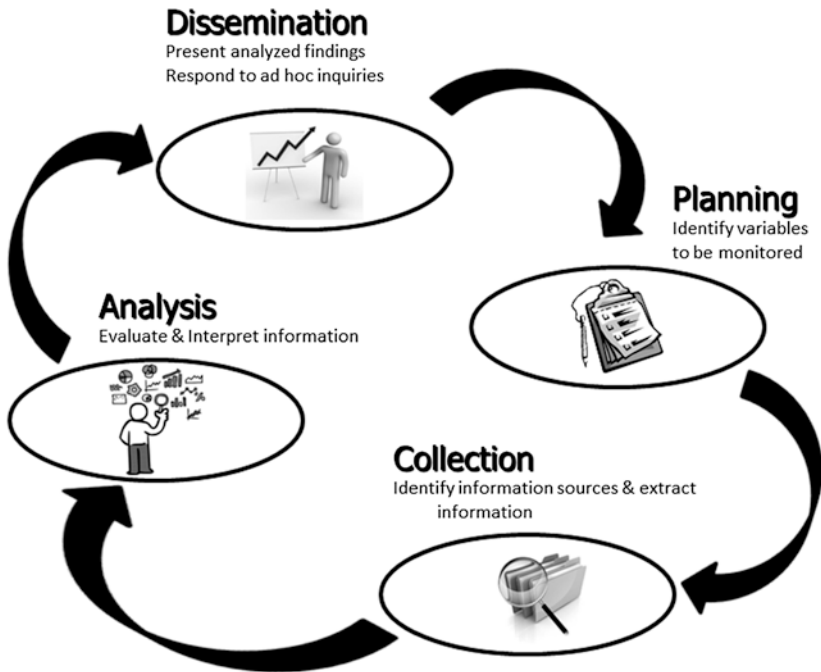 Dissemination
Present analyzed findings
Respond to ad hoc inquiries
Planning
Identify variables
to be monitored
Analysis
Evaluate & Interpret information
Collection
Identify information sources & extract
information